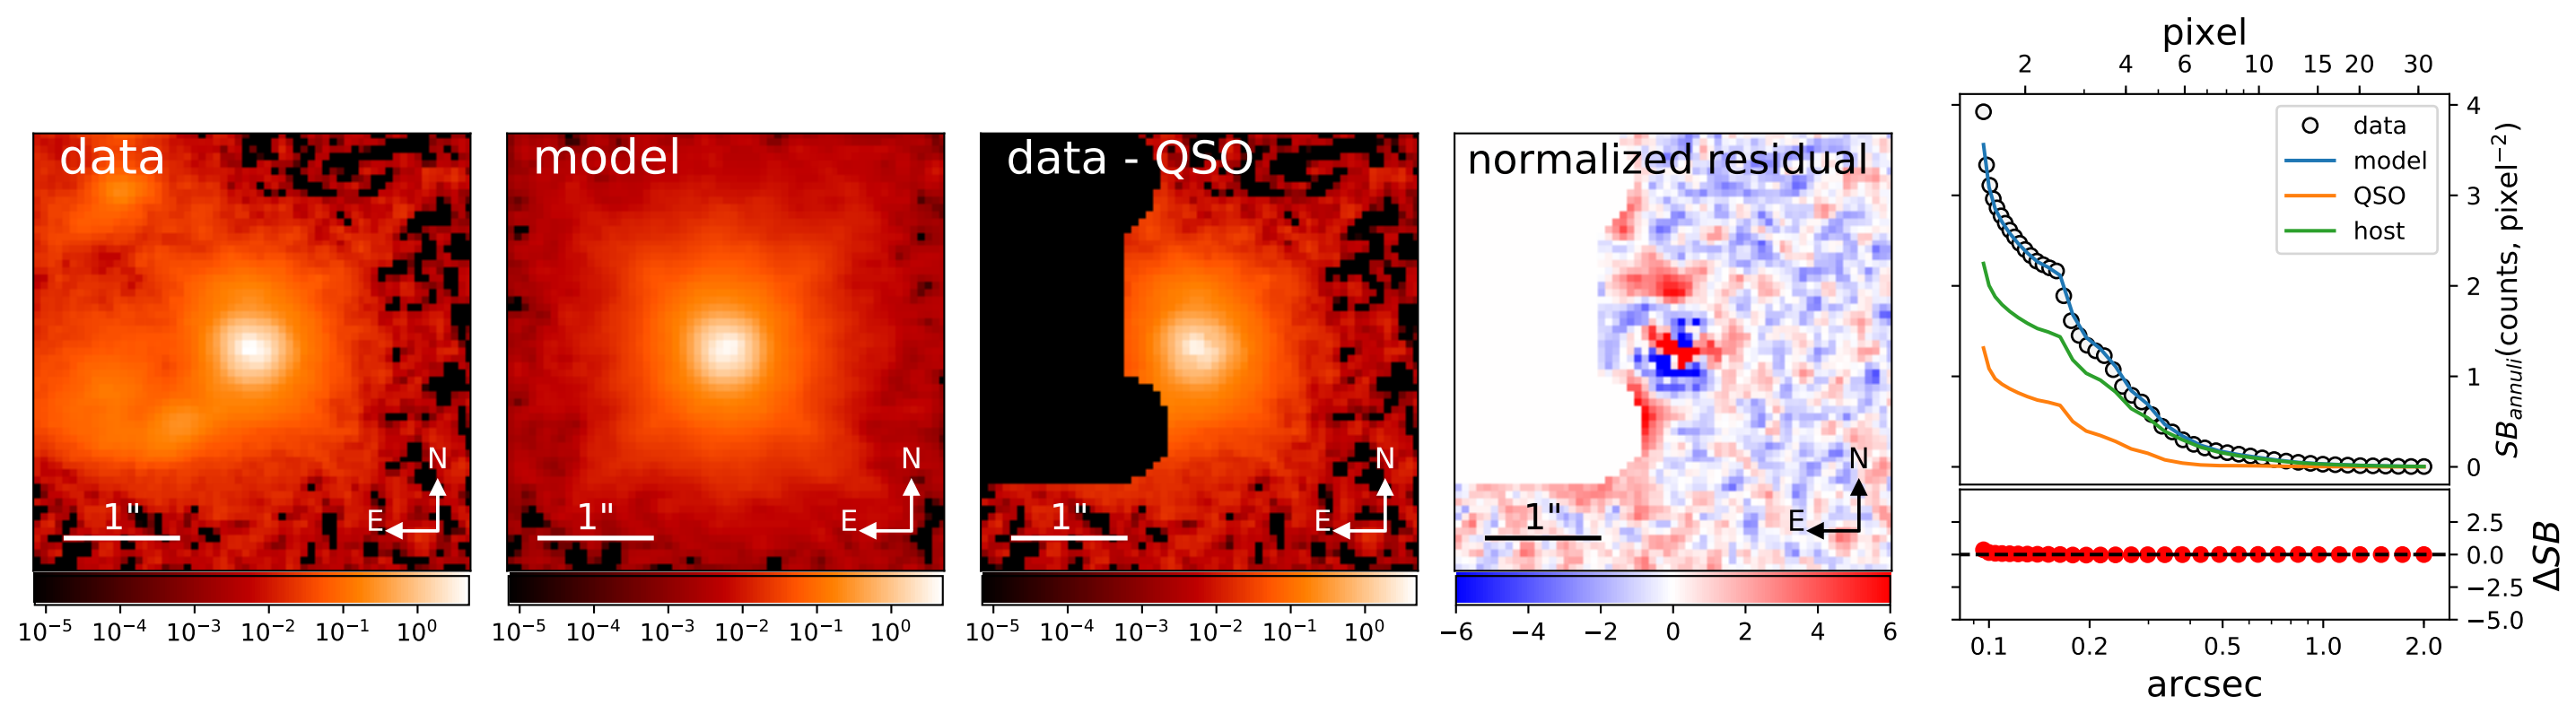 data
N
E
1"
10⁻⁵ 10⁻⁴ 10⁻³ 10⁻² 10⁻¹ 10⁰
model
N
E
1"
10⁻⁵ 10⁻⁴ 10⁻³ 10⁻² 10⁻¹ 10⁰
data - QSO
N
E
1"
10⁻⁵ 10⁻⁴ 10⁻³ 10⁻² 10⁻¹ 10⁰
normalized residual
N
E
1"
−6 −4 −2 0 2 4 6
pixel
2 4 6 10 15 20 30
data
model
QSO
host
4
3
2
1
0
SB_annuli(counts, pixel⁻²)
2.5
0.0
−2.5
−5.0
ΔSB
0.1 0.2 0.5 1.0 2.0
arcsec